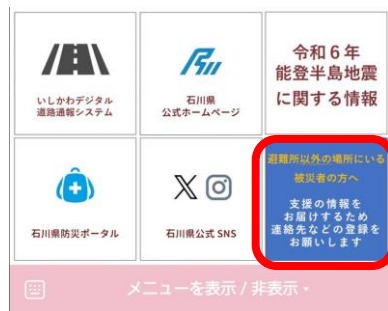 いしかわデジタル
道路通報システム
石川県
公式ホームページ
令和6年
能登半島地震
に関する情報
石川県防災ポータル
石川県公式 SNS
避難所以外の場所にいる
被災者の方へ
支援の情報を
お届けするため
連絡先などの登録を
お願いします
メニューを表示 / 非表示